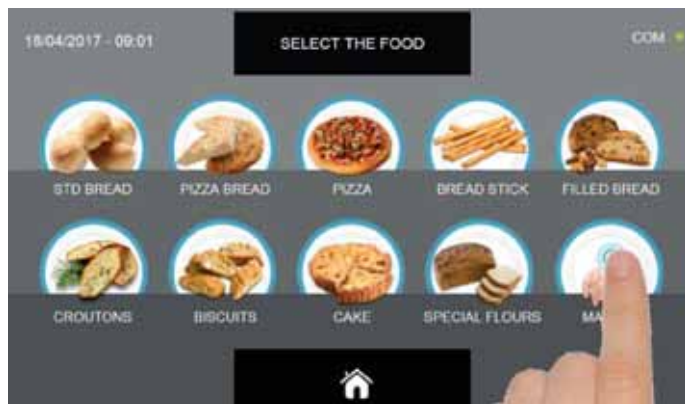 18/04/2017 - 09:01
SELECT THE FOOD
COM
STD BREAD
PIZZA BREAD
PIZZA
BREAD STICK
FILLED BREAD
CROUTONS
BISCUITS
CAKE
SPECIAL FLOURS